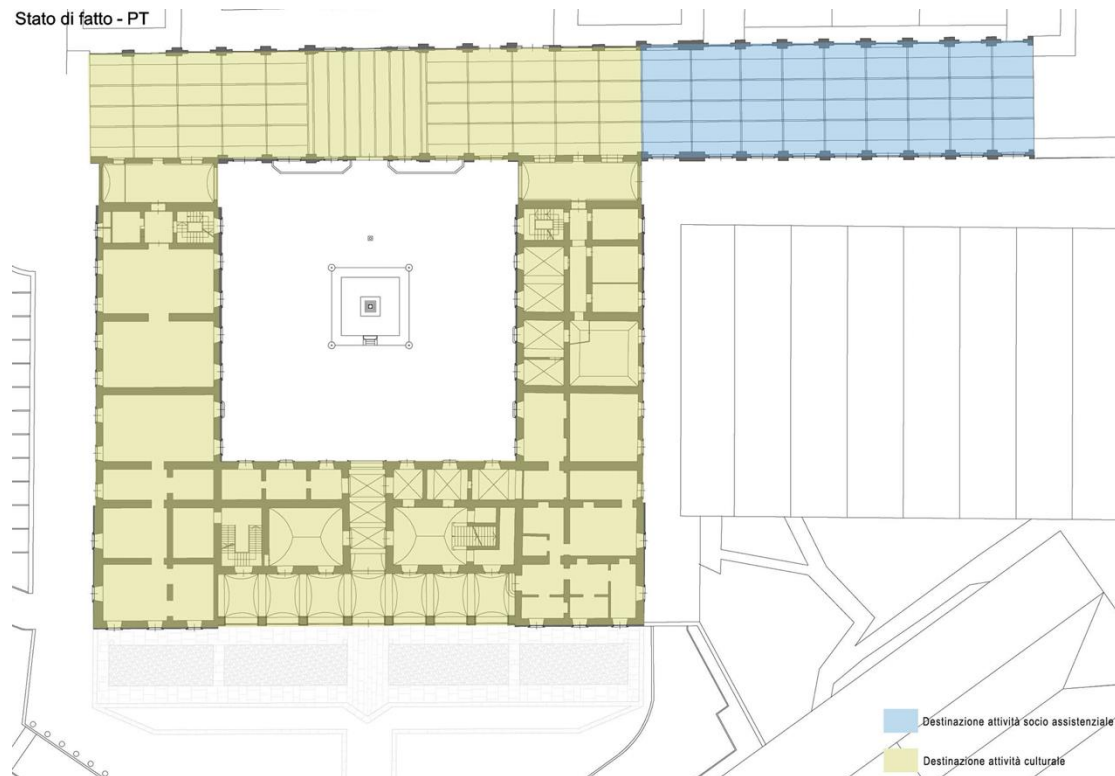 Stato di fatto - PT
Destinazione attività socio assistenziale
Destinazione attività culturale